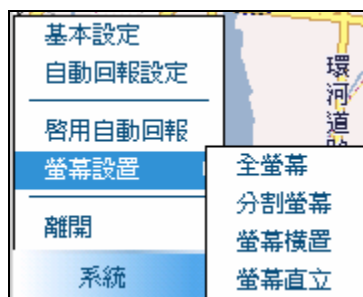 基本設定
自動回報設定
啓用自動回報
螢幕設置
離開
系統
全螢幕
分割螢幕
螢幕橫置
螢幕直立
環河道